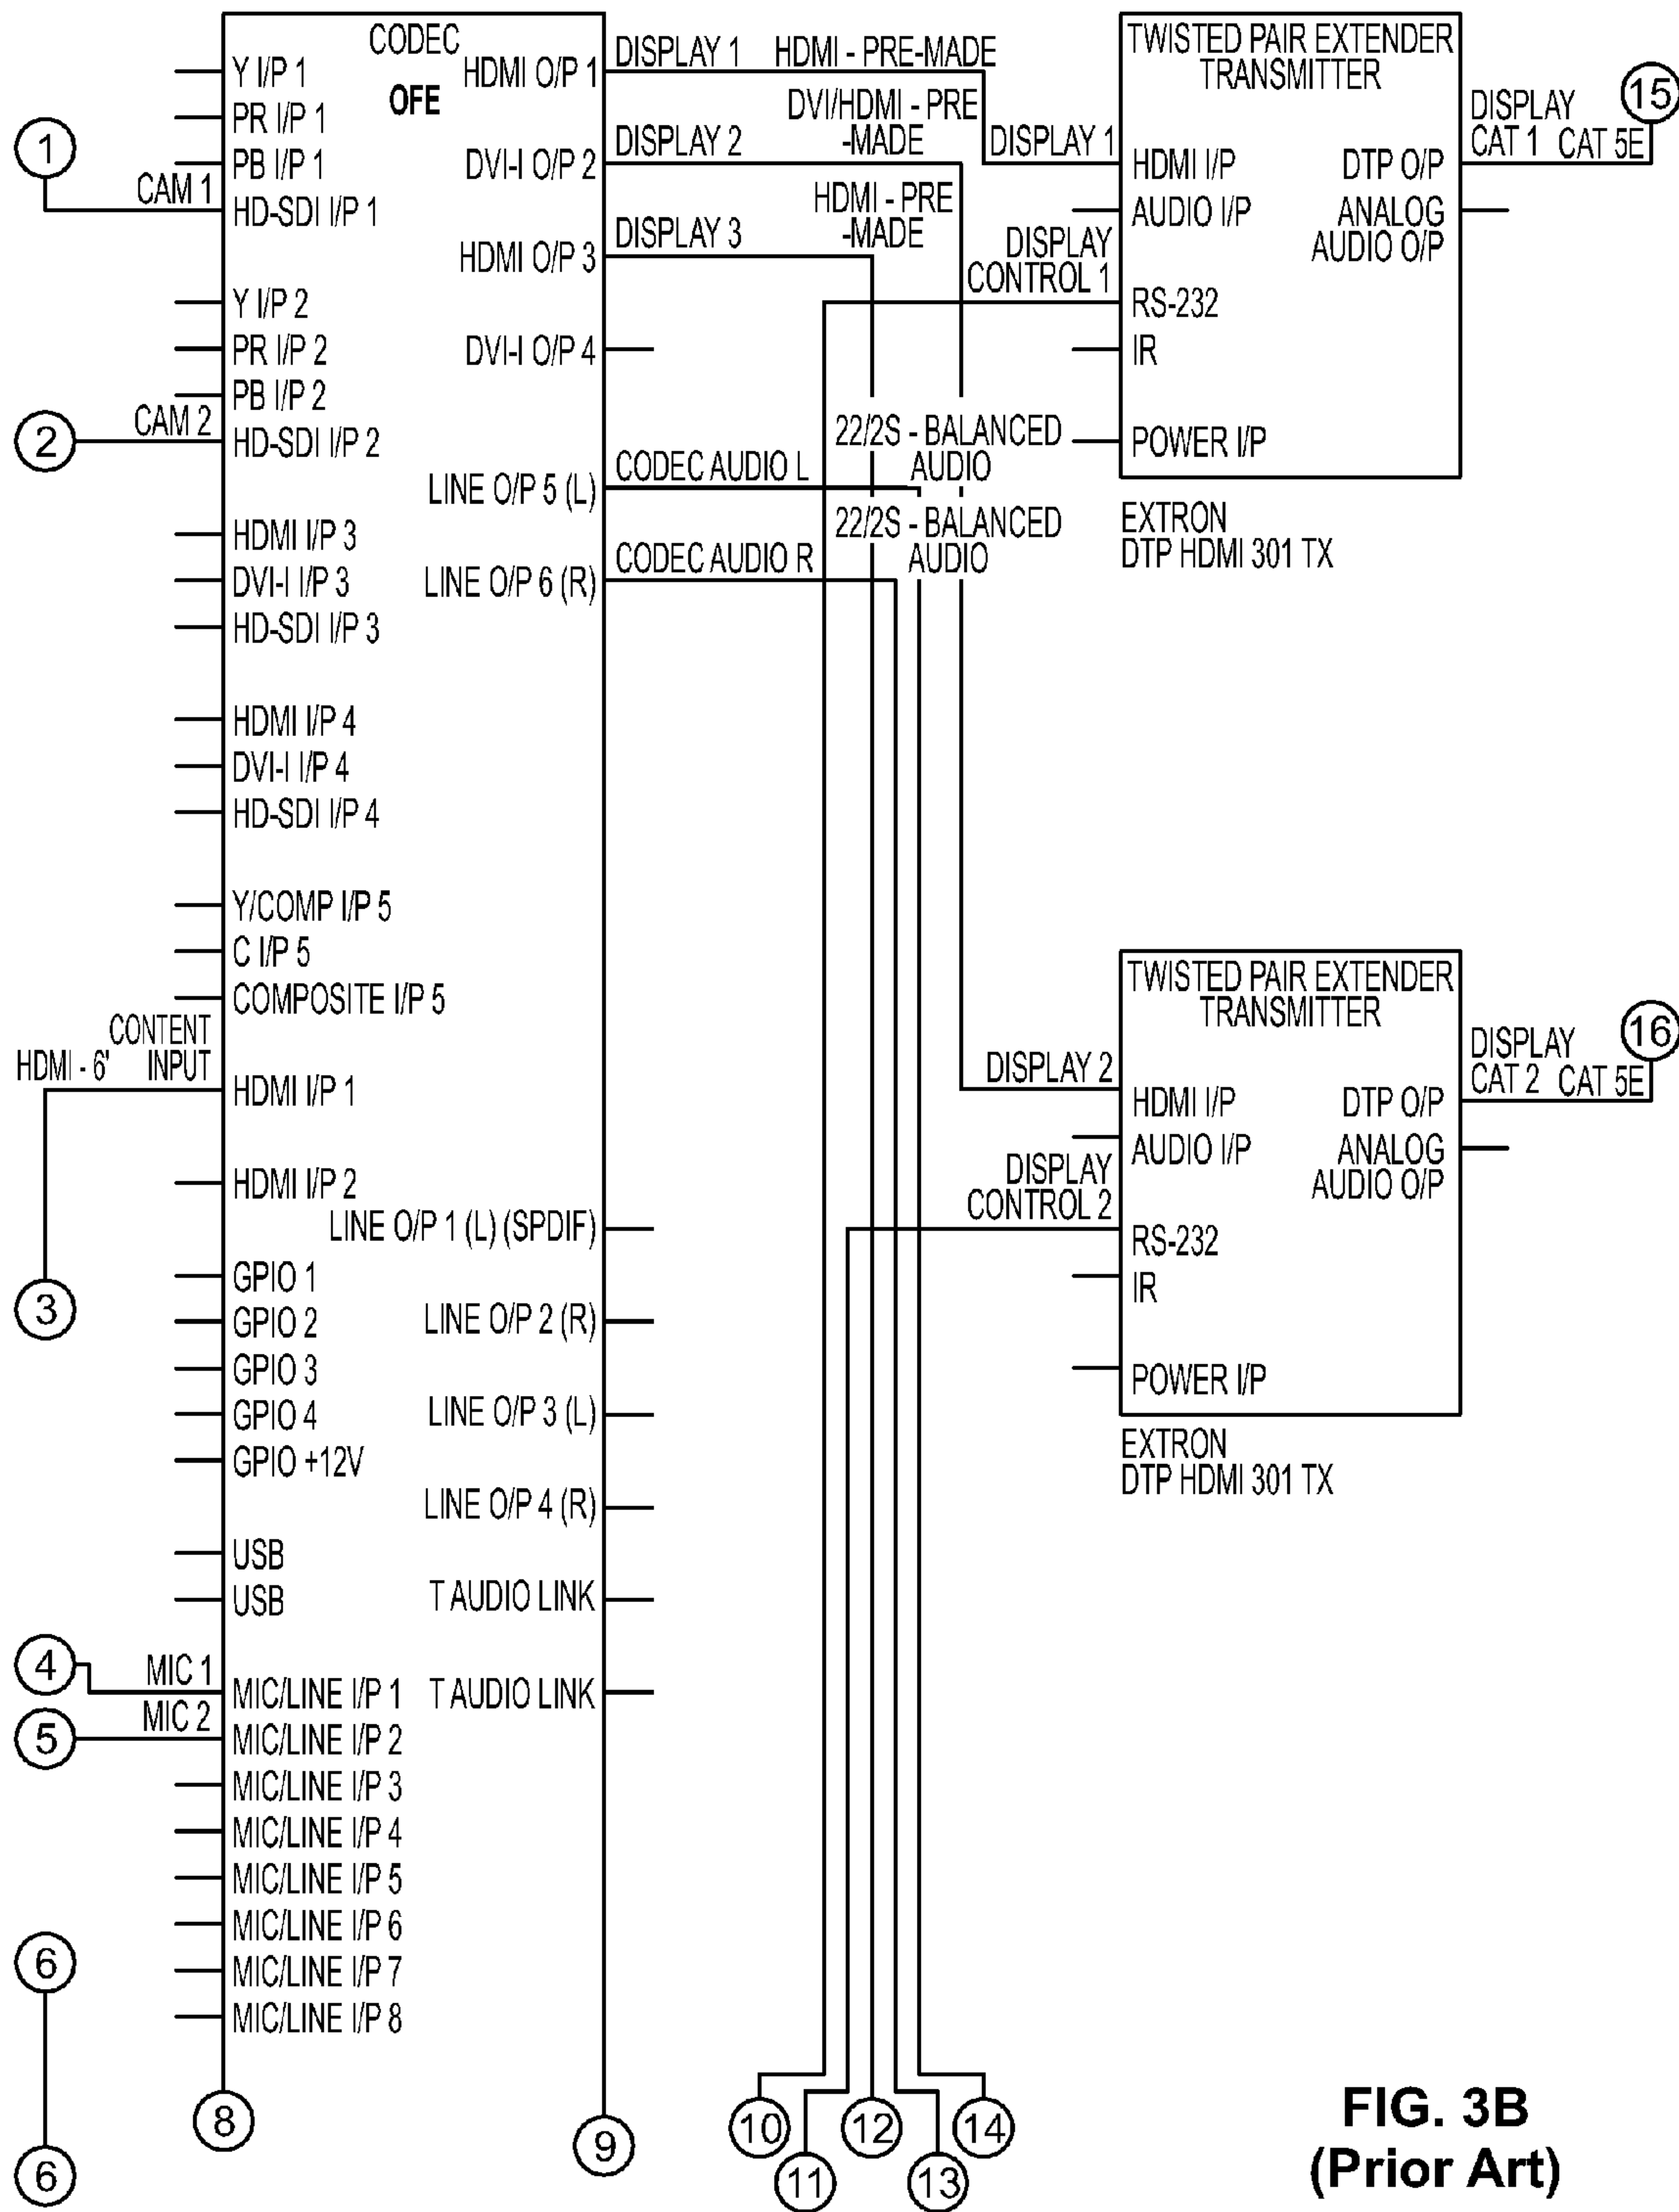 CODEC
OFE
Y I/P 1
PR I/P 1
PB I/P 1
CAM 1
HD-SDI I/P 1
1
Y I/P 2
PR I/P 2
PB I/P 2
CAM 2
HD-SDI I/P 2
2
HDMI I/P 3
DVI-I I/P 3
HD-SDI I/P 3
HDMI I/P 4
DVI-I I/P 4
HD-SDI I/P 4
Y/COMP I/P 5
C I/P 5
COMPOSITE I/P 5
CONTENT
HDMI - 6' INPUT
HDMI I/P 1
3
HDMI I/P 2
GPIO 1
GPIO 2
GPIO 3
GPIO 4
GPIO +12V
USB
USB
4
MIC 1
MIC/LINE I/P 1
5
MIC 2
MIC/LINE I/P 2
MIC/LINE I/P 3
MIC/LINE I/P 4
MIC/LINE I/P 5
MIC/LINE I/P 6
MIC/LINE I/P 7
MIC/LINE I/P 8
6
6
8
9
HDMI O/P 1
DVI-I O/P 2
HDMI O/P 3
DVI-I O/P 4
LINE O/P 5 (L)
LINE O/P 6 (R)
LINE O/P 1 (L) (SPDIF)
LINE O/P 2 (R)
LINE O/P 3 (L)
LINE O/P 4 (R)
T AUDIO LINK
T AUDIO LINK
DISPLAY 1 HDMI - PRE-MADE
DISPLAY 2
DVI/HDMI - PRE
-MADE
DISPLAY 3
HDMI - PRE
-MADE
CODEC AUDIO L
22/2S - BALANCED
AUDIO
CODEC AUDIO R
22/2S - BALANCED
AUDIO
10
11
12
13
14
TWISTED PAIR EXTENDER
TRANSMITTER
DISPLAY 1
HDMI I/P
AUDIO I/P
DISPLAY
CONTROL 1
RS-232
IR
POWER I/P
DTP O/P
ANALOG
AUDIO O/P
DISPLAY
CAT 1 CAT 5E
15
EXTRON
DTP HDMI 301 TX
TWISTED PAIR EXTENDER
TRANSMITTER
DISPLAY 2
HDMI I/P
AUDIO I/P
DISPLAY
CONTROL 2
RS-232
IR
POWER I/P
DTP O/P
ANALOG
AUDIO O/P
DISPLAY
CAT 2 CAT 5E
16
EXTRON
DTP HDMI 301 TX
FIG. 3B
(Prior Art)